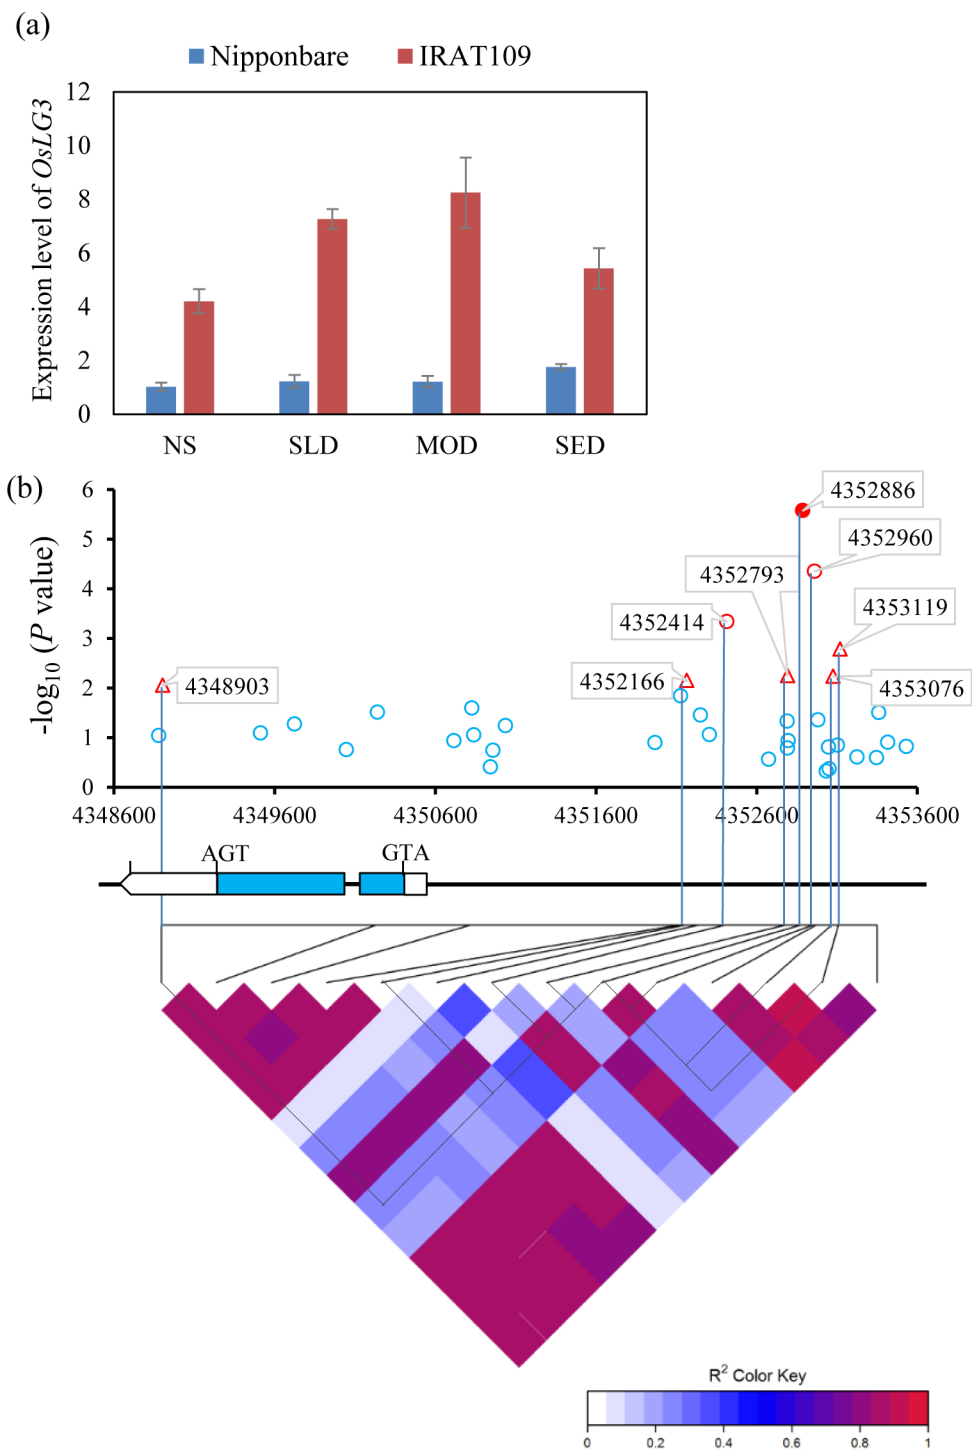 (a)
Nipponbare IRAT109
Expression level of OsLG3
12
10
8
6
4
2
0
NS SLD MOD SED
(b)
-log10 (P value)
6
5
4
3
2
1
0
4352886
4352960
4352793
4353119
4352414
4352166
4353076
4348903
4348600 4349600 4350600 4351600 4352600 4353600
AGT GTA
R2 Color Key
0 0.2 0.4 0.6 0.8 1